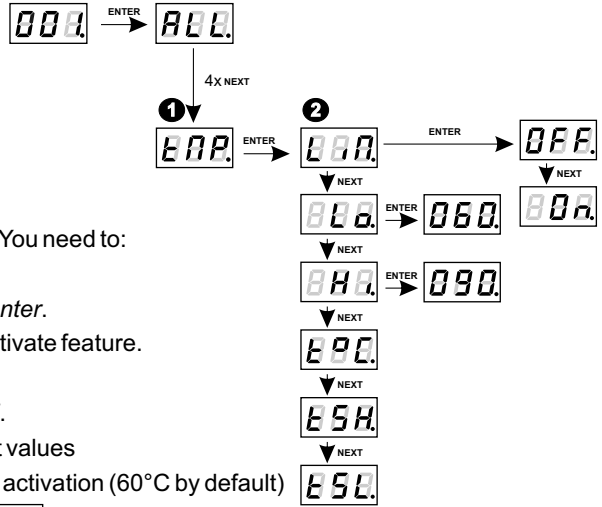 001. ENTER ALL.
4x NEXT
1 2
tMP. ENTER LiM. ENTER OFF.
NEXT NEXT
Lo. ENTER 060. On.
You need to:
NEXT
Hi. ENTER 090.
nter.
NEXT
tivate feature.
t°C.
NEXT
.
tSH.
t values
NEXT
activation (60°C by default)
tSL.